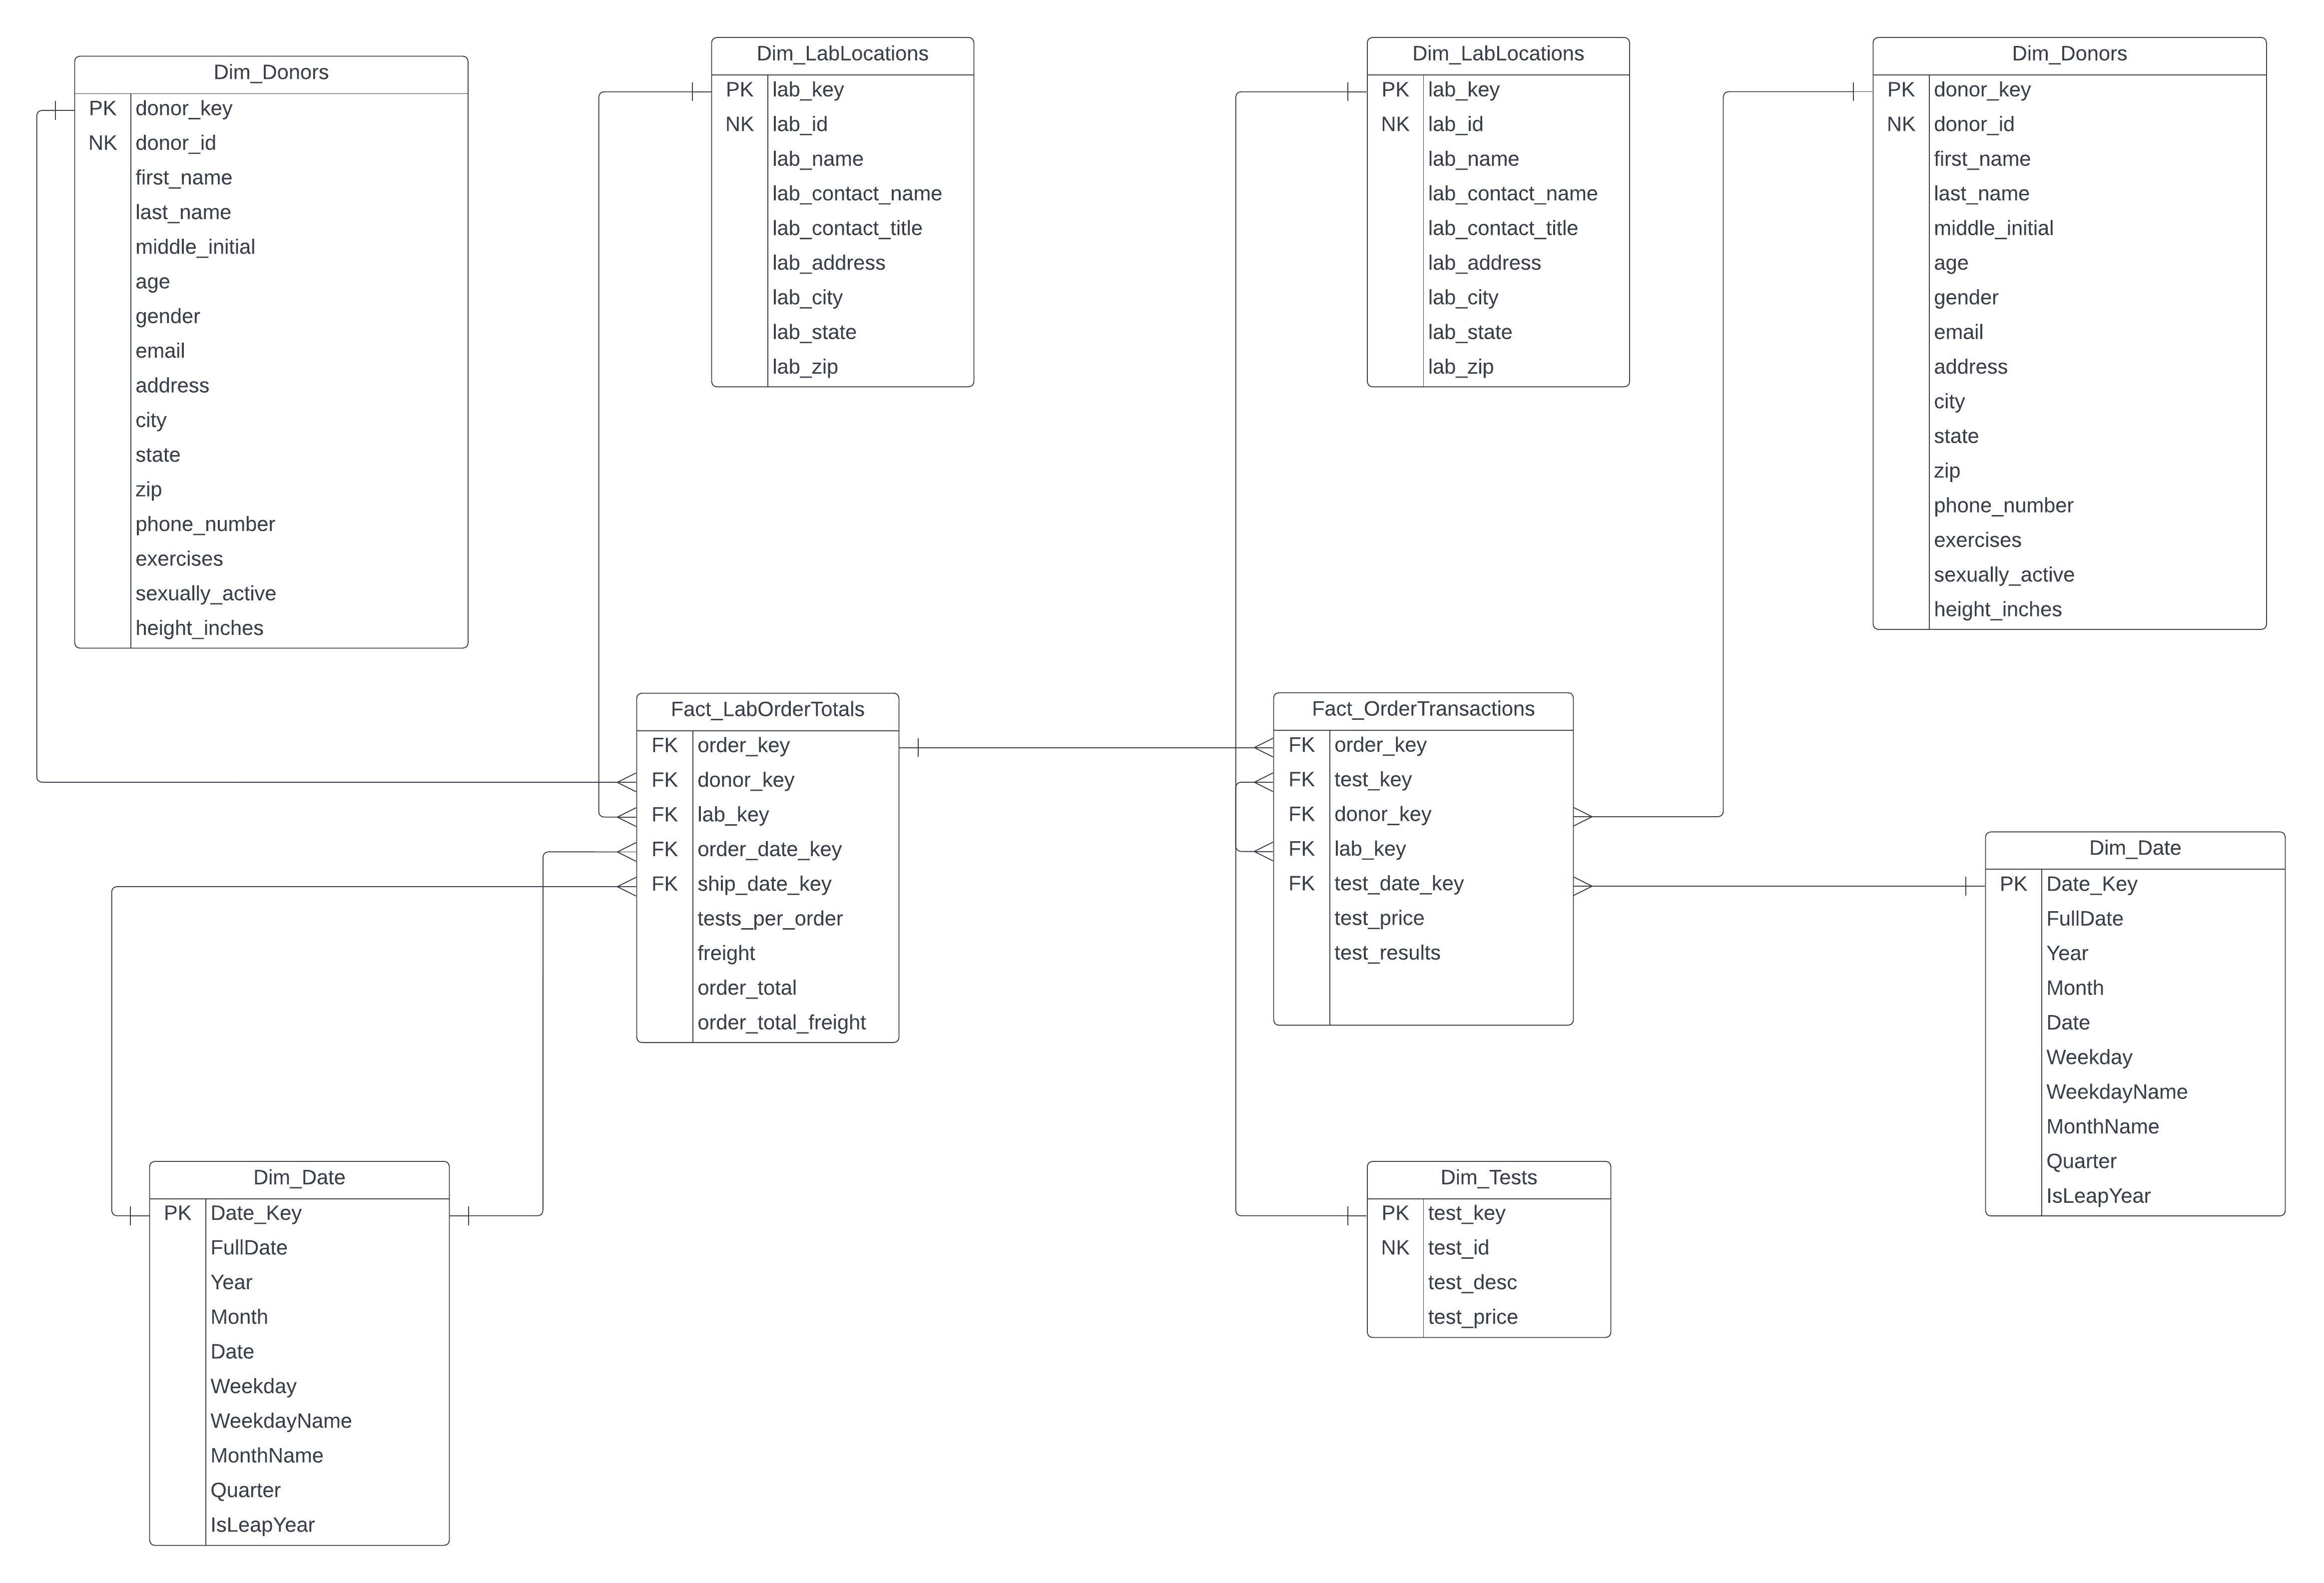 Dim_Donors
PK donor_key
NK donor_id
first_name
last_name
middle_initial
age
gender
email
address
city
state
zip
phone_number
exercises
sexually_active
height_inches
Dim_LabLocations
PK lab_key
NK lab_id
lab_name
lab_contact_name
lab_contact_title
lab_address
lab_city
lab_state
lab_zip
Dim_LabLocations
PK lab_key
NK lab_id
lab_name
lab_contact_name
lab_contact_title
lab_address
lab_city
lab_state
lab_zip
Dim_Donors
PK donor_key
NK donor_id
first_name
last_name
middle_initial
age
gender
email
address
city
state
zip
phone_number
exercises
sexually_active
height_inches
Fact_LabOrderTotals
FK order_key
FK donor_key
FK lab_key
FK order_date_key
FK ship_date_key
tests_per_order
freight
order_total
order_total_freight
Fact_OrderTransactions
FK order_key
FK test_key
FK donor_key
FK lab_key
FK test_date_key
test_price
test_results
Dim_Date
PK Date_Key
FullDate
Year
Month
Date
Weekday
WeekdayName
MonthName
Quarter
IsLeapYear
Dim_Date
PK Date_Key
FullDate
Year
Month
Date
Weekday
WeekdayName
MonthName
Quarter
IsLeapYear
Dim_Tests
PK test_key
NK test_id
test_desc
test_price